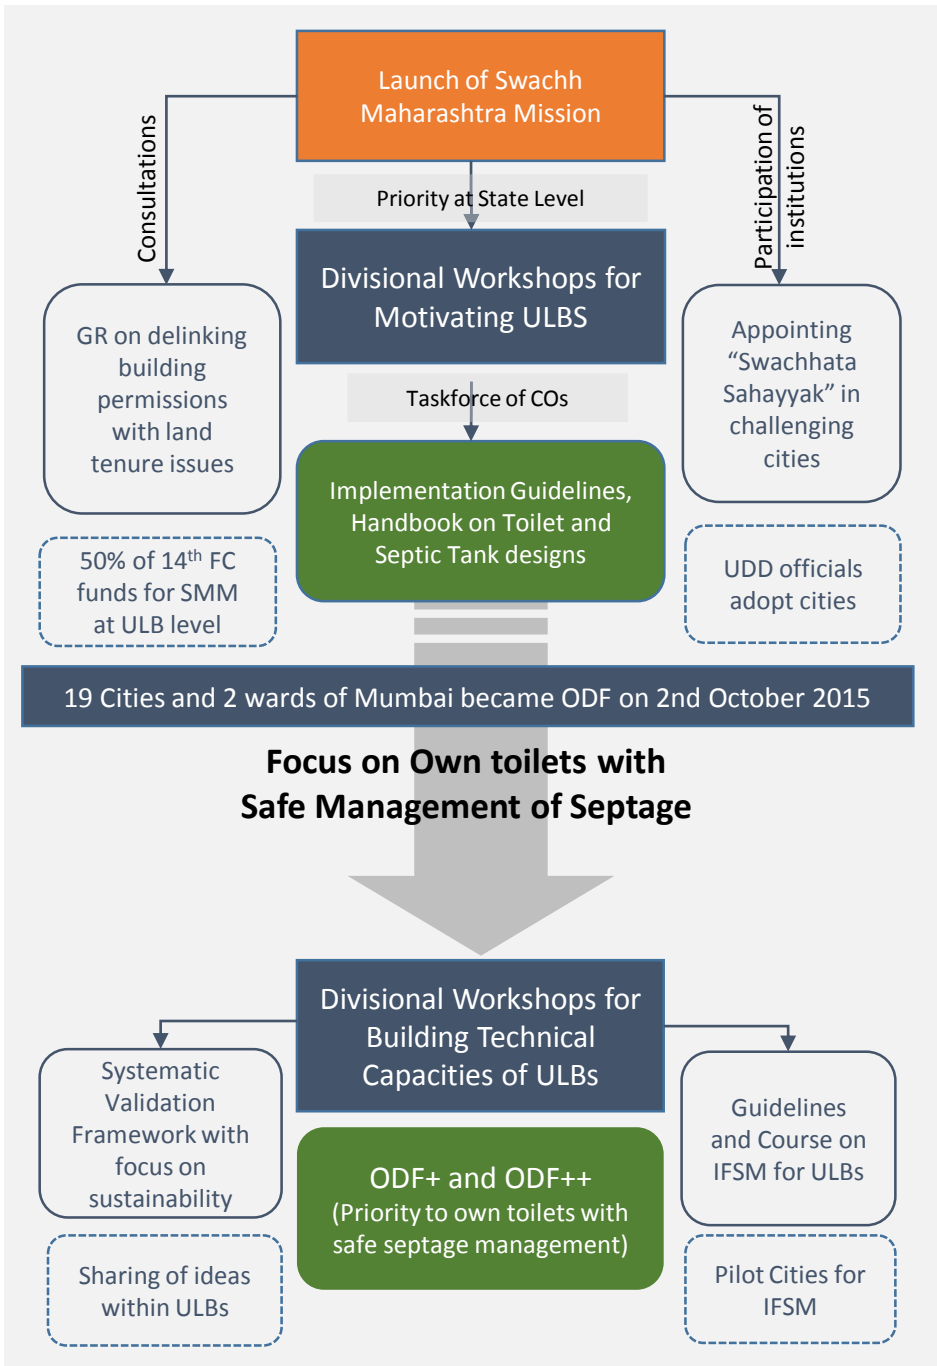 Launch of Swachh
Maharashtra Mission
Consultations
Participation of
institutions
Priority at State Level
Divisional Workshops for
Motivating ULBS
GR on delinking
building
permissions
with land
tenure issues
Appointing
“Swachhata
Sahayyak” in
challenging
cities
Taskforce of COs
Implementation Guidelines,
Handbook on Toilet and
Septic Tank designs
50% of 14th FC
funds for SMM
at ULB level
UDD officials
adopt cities
19 Cities and 2 wards of Mumbai became ODF on 2nd October 2015
Focus on Own toilets with
Safe Management of Septage
Divisional Workshops for
Building Technical
Capacities of ULBs
Systematic
Validation
Framework with
focus on
sustainability
Guidelines
and Course on
IFSM for ULBs
ODF+ and ODF++
(Priority to own toilets with
safe septage management)
Sharing of ideas
within ULBs
Pilot Cities for
IFSM